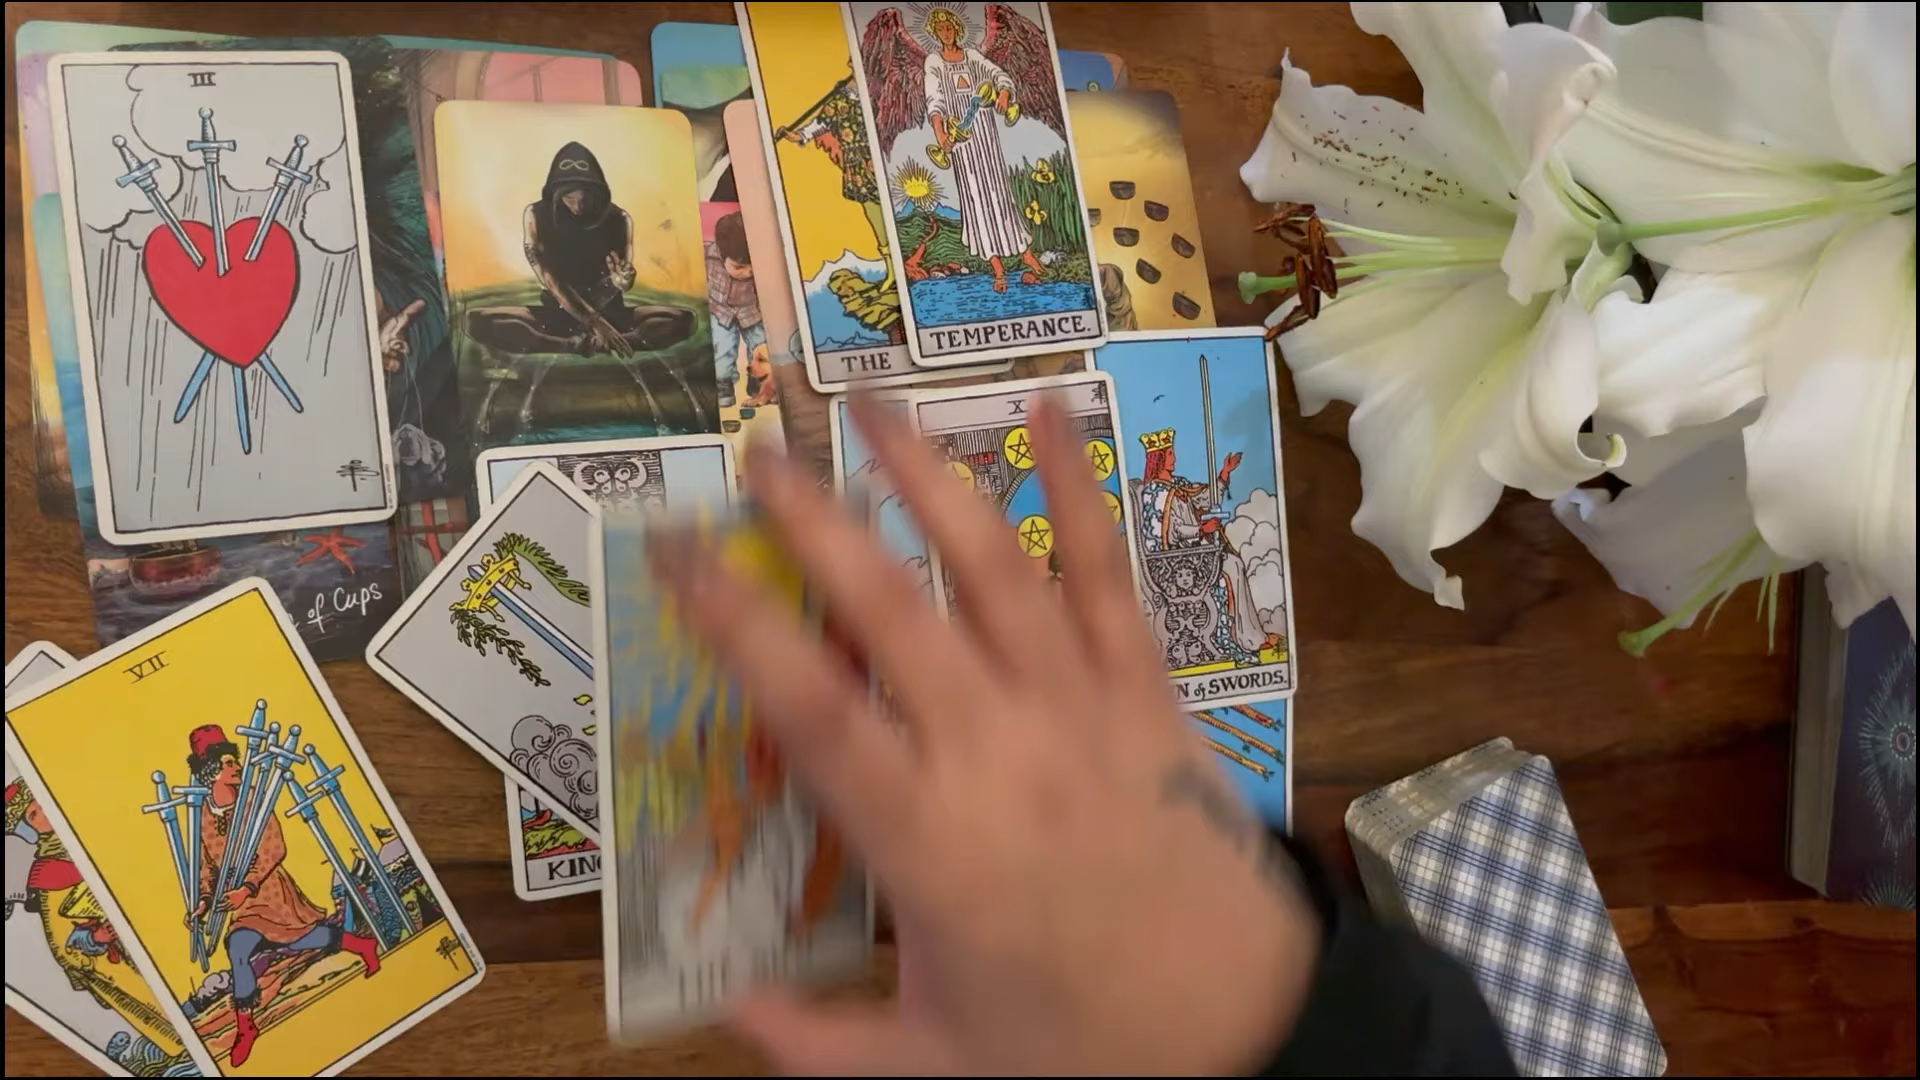 III
THE
TEMPERANCE.
X
of Cups
VII
N of SWORDS.
KING